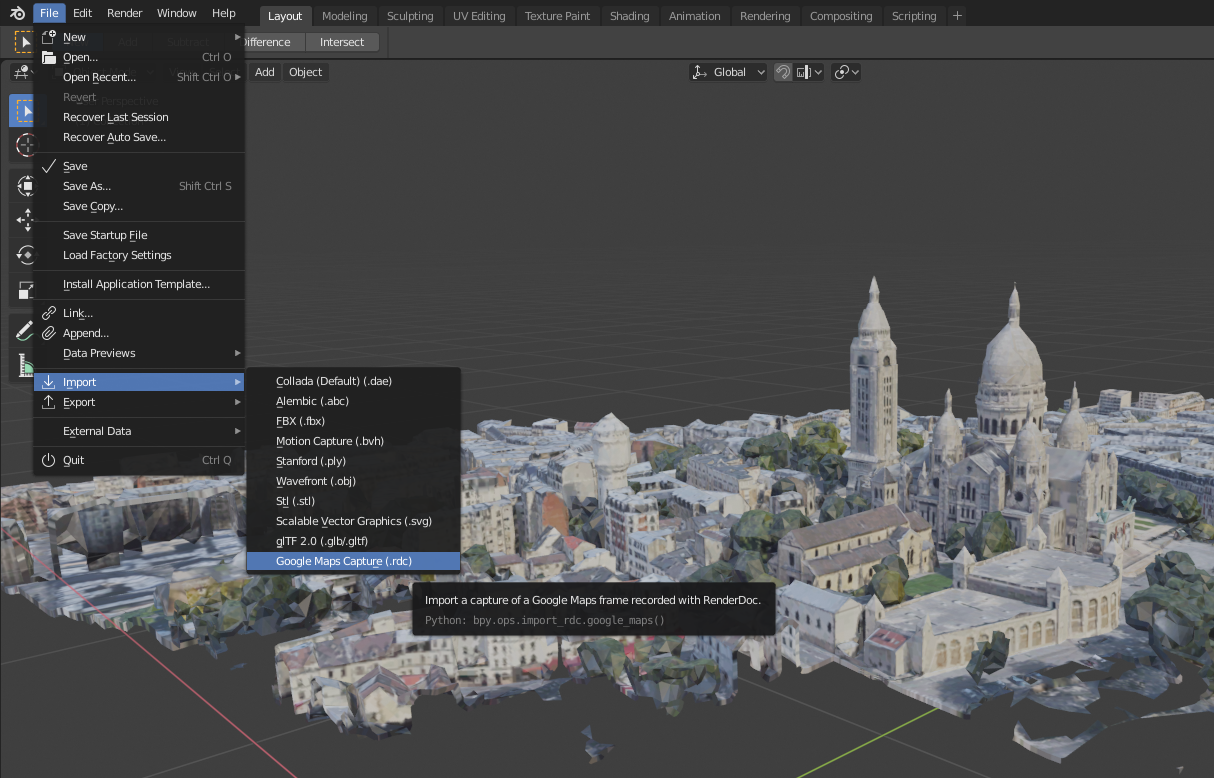 File Edit Render Window Help Layout Modeling Sculpting UV Editing Texture Paint Shading Animation Rendering Compositing Scripting +
Difference Intersect
Add Object Global
New
Open... Ctrl O
Open Recent... Shift Ctrl O
Revert
Perspective
Recover Last Session
Recover Auto Save...
Save
Save As... Shift Ctrl S
Save Copy...
Save Startup File
Load Factory Settings
Install Application Template...
Link...
Append...
Data Previews
Import
Export
External Data
Quit Ctrl Q
Collada (Default) (.dae)
Alembic (.abc)
FBX (.fbx)
Motion Capture (.bvh)
Stanford (.ply)
Wavefront (.obj)
Stl (.stl)
Scalable Vector Graphics (.svg)
glTF 2.0 (.glb/.gltf)
Google Maps Capture (.rdc)
Import a capture of a Google Maps frame recorded with RenderDoc.
Python: bpy.ops.import_rdc.google_maps()